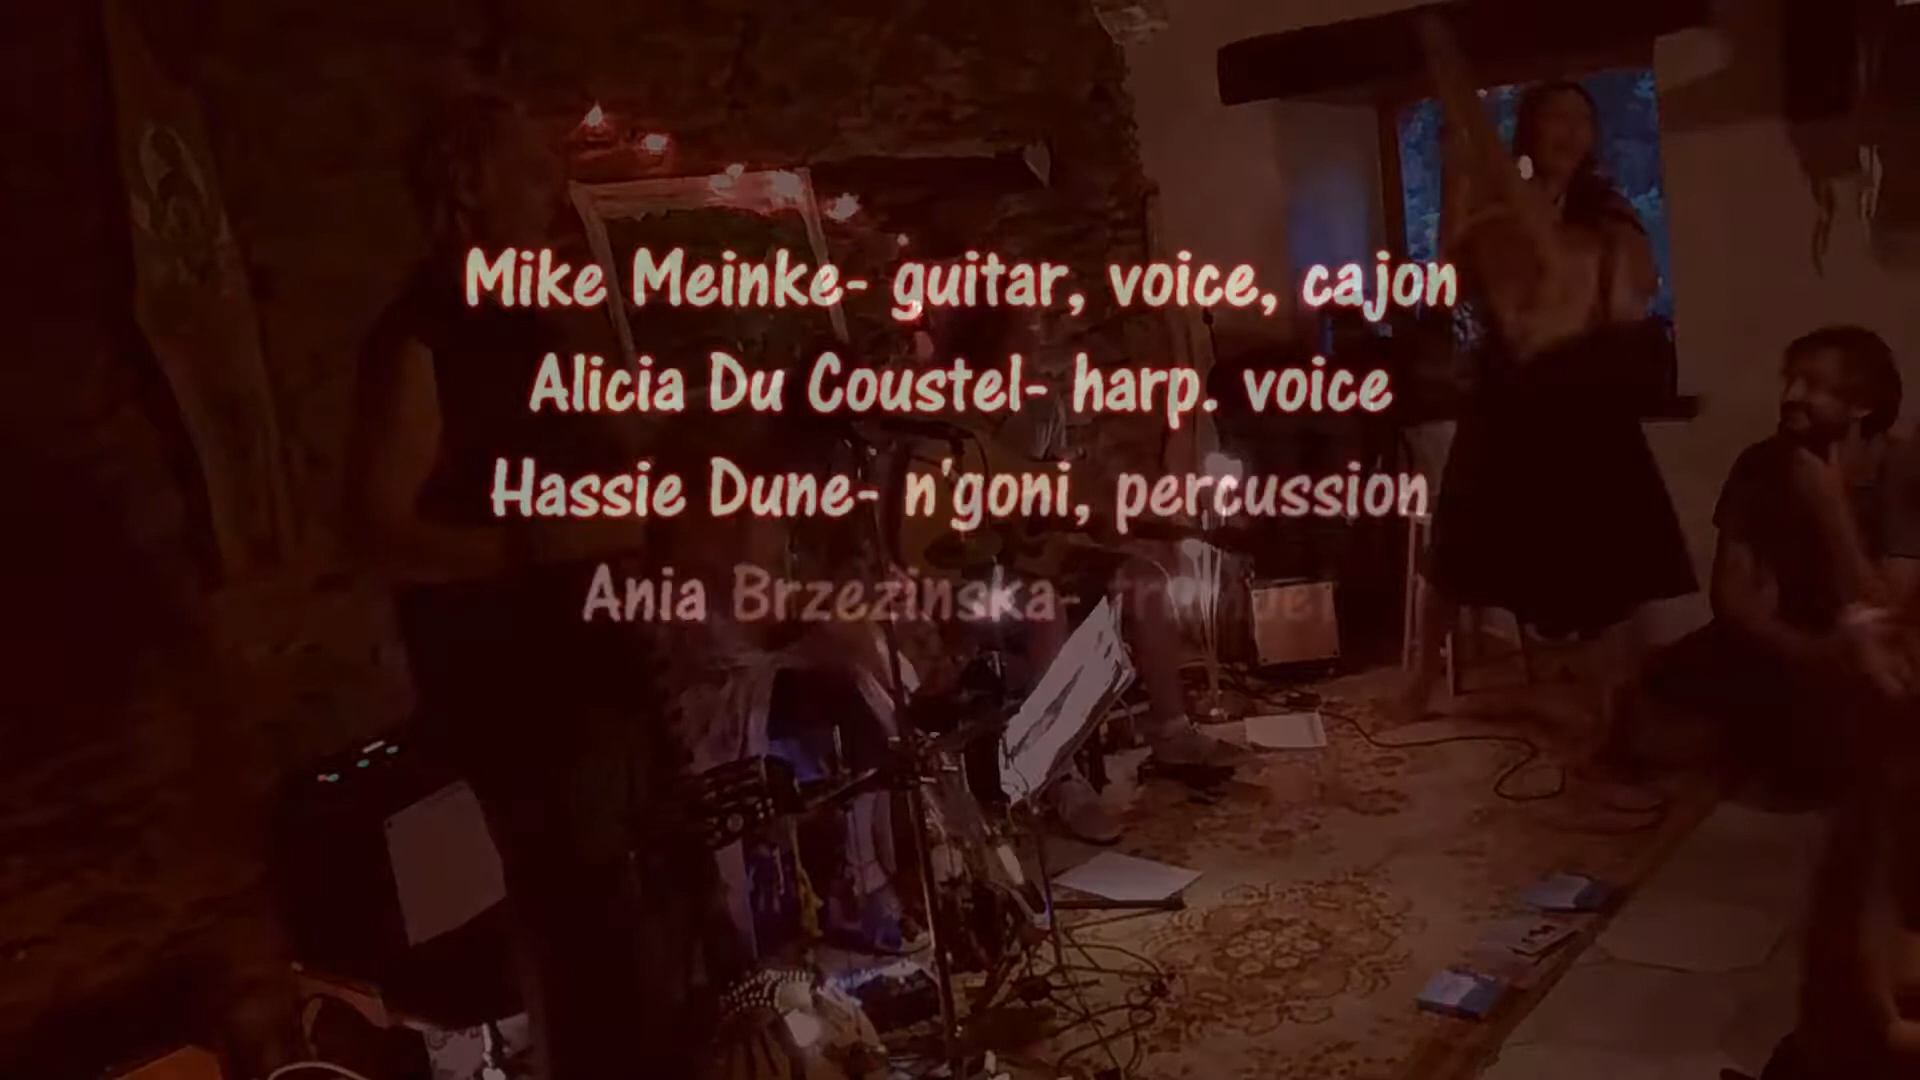 Mike Meinke- guitar, voice, cajon
Alicia Du Coustel- harp. voice
Hassie Dune- n'goni, percussion
Ania Brzezinska-